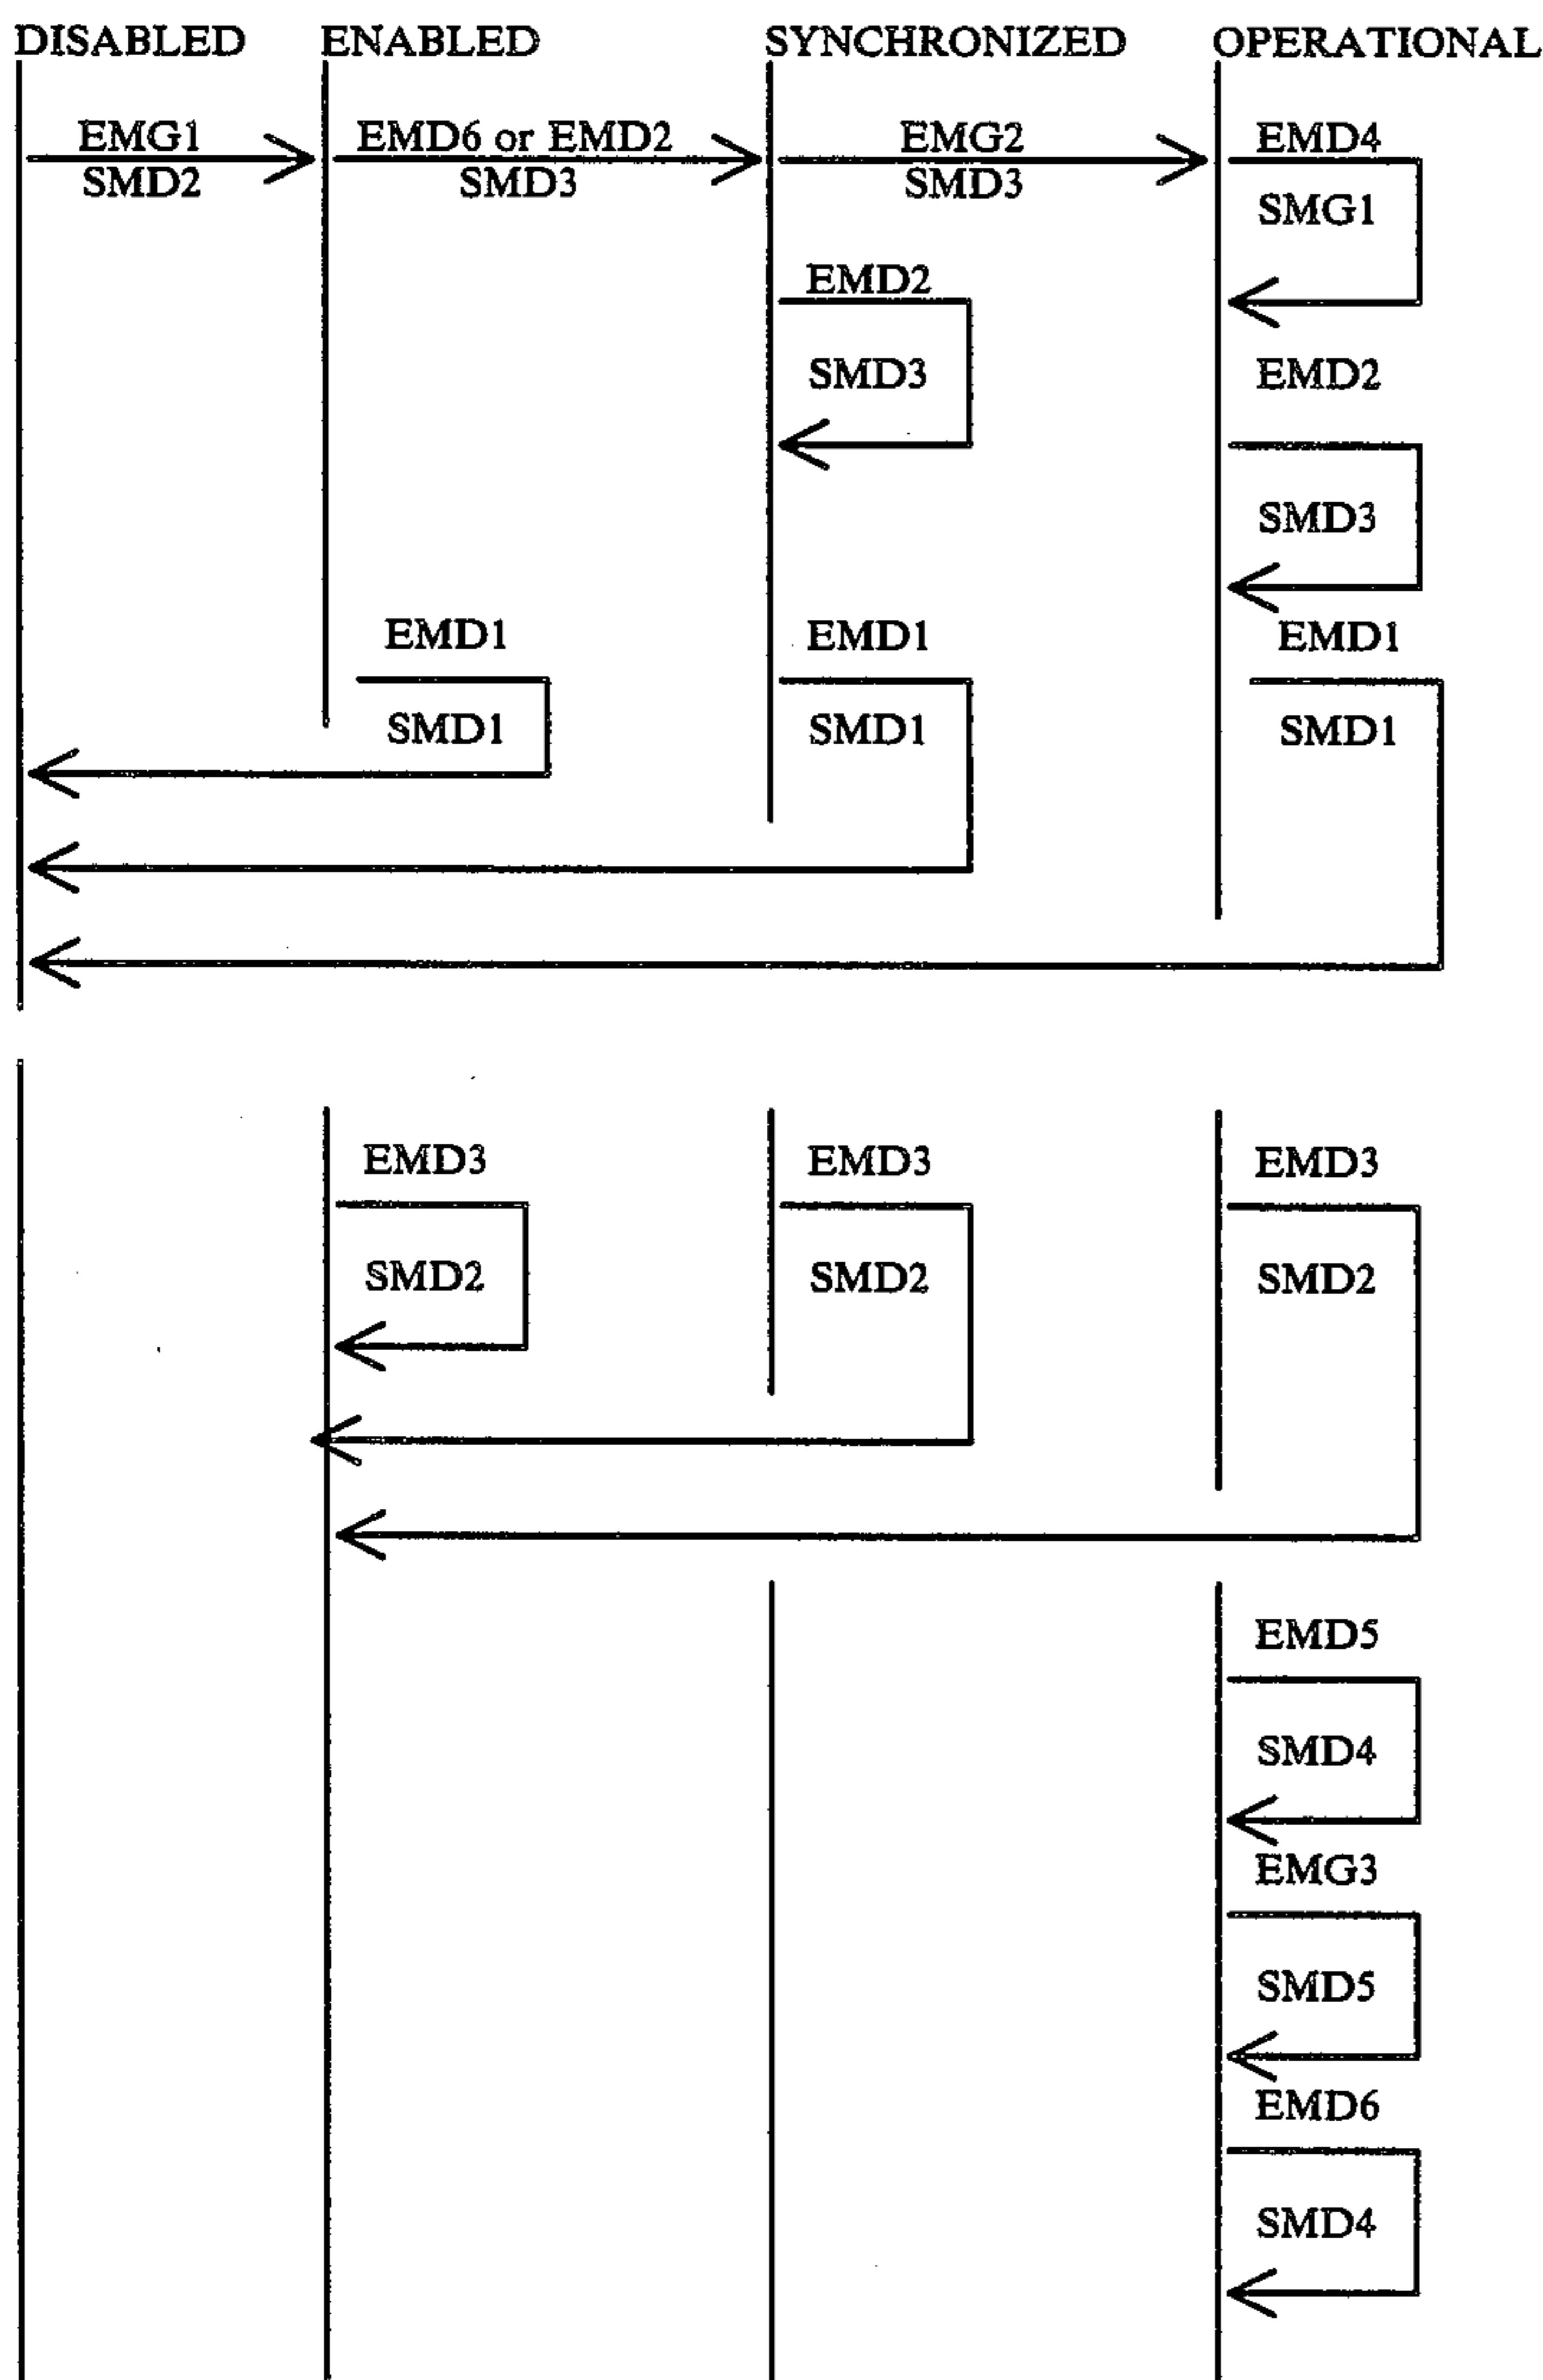 DISABLED ENABLED SYNCHRONIZED OPERATIONAL
EMG1 EMD6 or EMD2 EMG2 EMD4
SMD2 SMD3 SMD3
SMG1
EMD2
SMD3 EMD2
SMD3
EMD1 EMD1 EMD1
SMD1 SMD1 SMD1
EMD3 EMD3 EMD3
SMD2 SMD2 SMD2
EMD5
SMD4
EMG3
SMD5
EMD6
SMD4